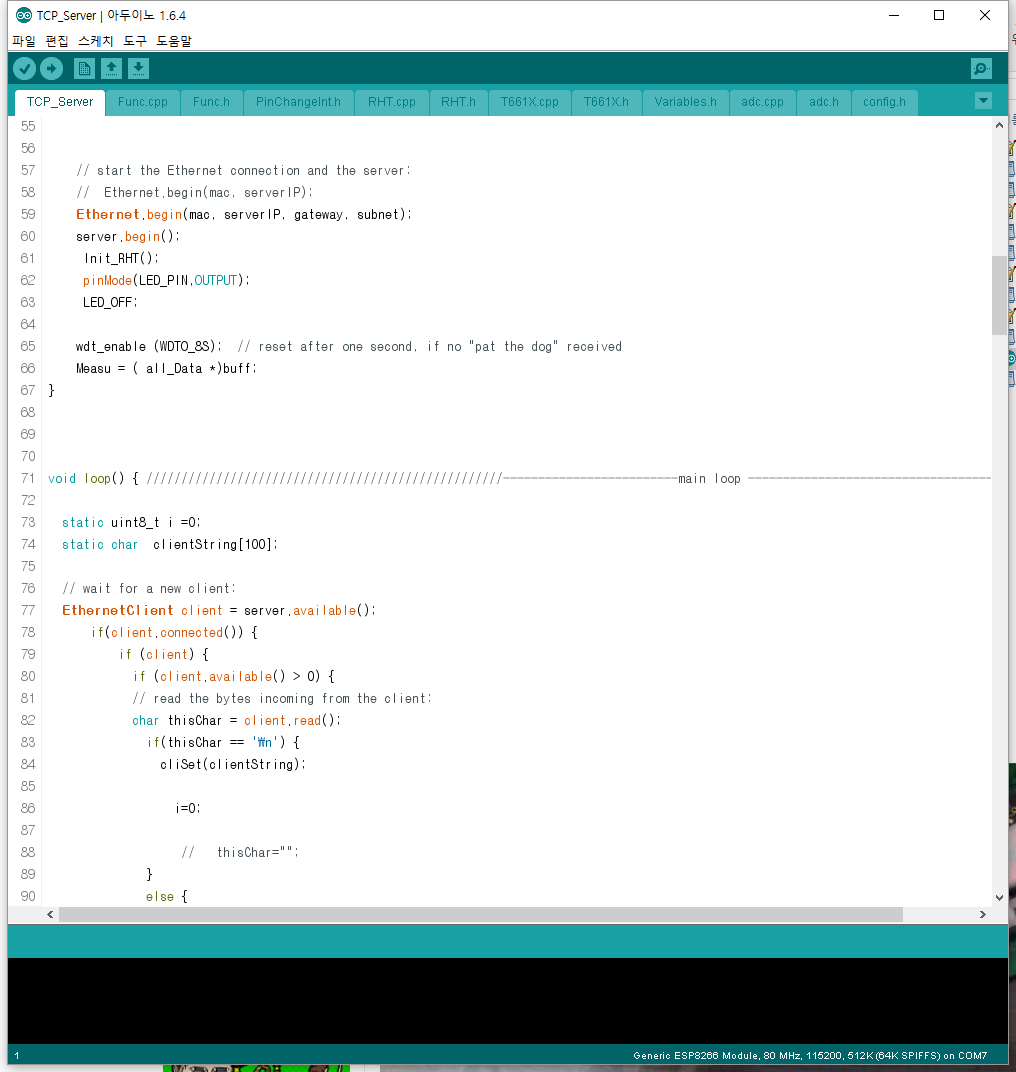 TCP_Server | 아두이노 1.6.4
파일 편집 스케치 도구 도움말
TCP_Server Func.cpp Func.h PinChangeInt.h RHT.cpp RHT.h T661X.cpp T661X.h Variables.h adc.cpp adc.h config.h
55
56
57 // start the Ethernet connection and the server:
58 // Ethernet.begin(mac, serverIP);
59 Ethernet.begin(mac, serverIP, gateway, subnet);
60 server.begin();
61 Init_RHT();
62 pinMode(LED_PIN,OUTPUT);
63 LED_OFF;
64
65 wdt_enable (WDTO_8S); // reset after one second, if no "pat the dog" received
66 Measu = ( all_Data *)buff;
67 }
68
69
70
71 void loop() { ///////////////////////////////////////////////////-------------------------main loop -----------------------------------
72
73 static uint8_t i =0;
74 static char clientString[100];
75
76 // wait for a new client:
77 EthernetClient client = server.available();
78 if(client.connected()) {
79 if (client) {
80 if (client.available() > 0) {
81 // read the bytes incoming from the client:
82 char thisChar = client.read();
83 if(thisChar == '₩n') {
84 cliSet(clientString);
85
86 i=0;
87
88 // thisChar="";
89 }
90 else {
1
Generic ESP8266 Module, 80 MHz, 115200, 512K (64K SPIFFS) on COM7